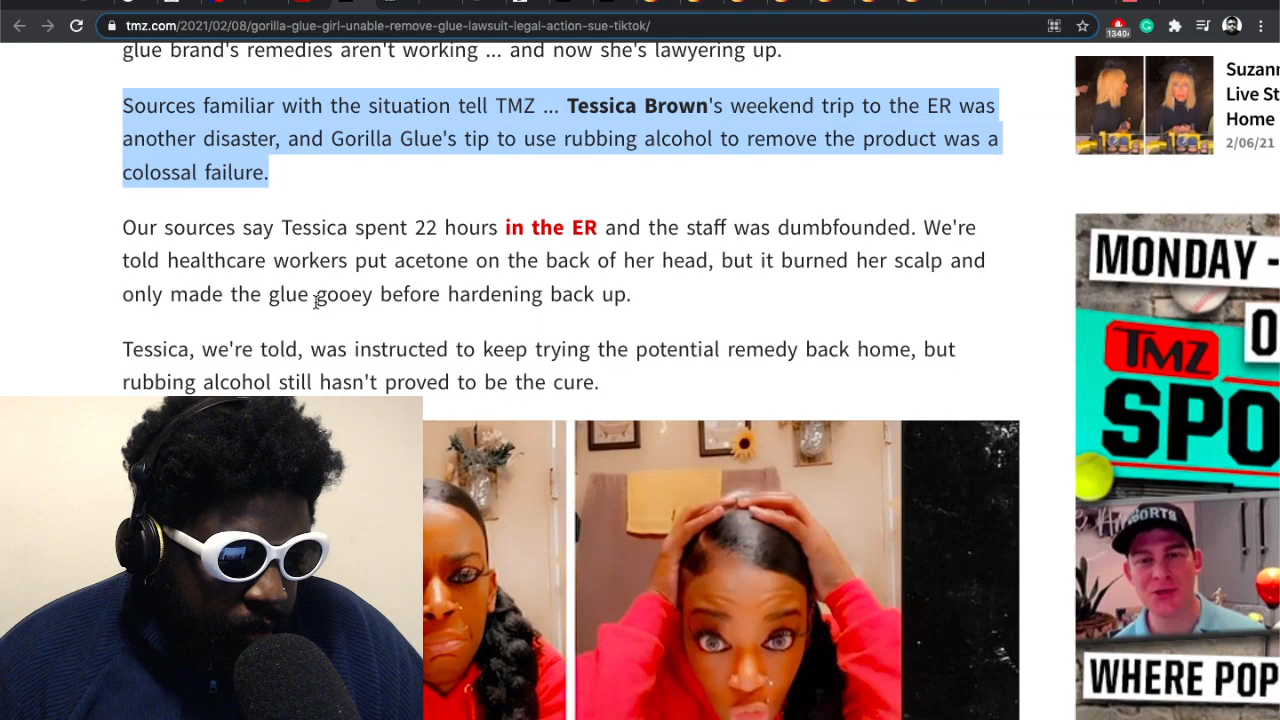 tmz.com/2021/02/08/gorilla-glue-girl-unable-remove-glue-lawsuit-legal-action-sue-tiktok/
1340
glue brand's remedies aren't working ... and now she's lawyering up.
Sources familiar with the situation tell TMZ ... Tessica Brown's weekend trip to the ER was
another disaster, and Gorilla Glue's tip to use rubbing alcohol to remove the product was a
colossal failure.
Our sources say Tessica spent 22 hours in the ER and the staff was dumbfounded. We're
told healthcare workers put acetone on the back of her head, but it burned her scalp and
only made the glue gooey before hardening back up.
Tessica, we're told, was instructed to keep trying the potential remedy back home, but
rubbing alcohol still hasn't proved to be the cure.
Suzann
Live St
Home
2/06/21
MONDAY -
O
TMZ
SPO
SPORTS
WHERE POP